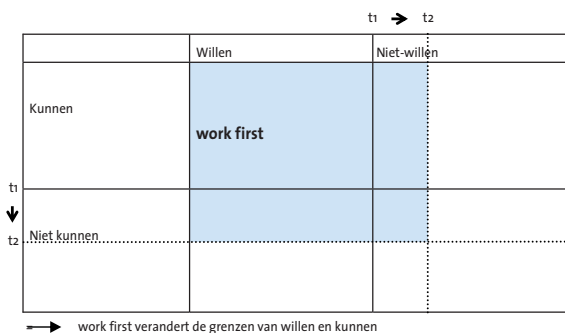 t1 → t2
Willen Niet-willen
Kunnen
work first
t1
t2 Niet kunnen
work first verandert de grenzen van willen en kunnen